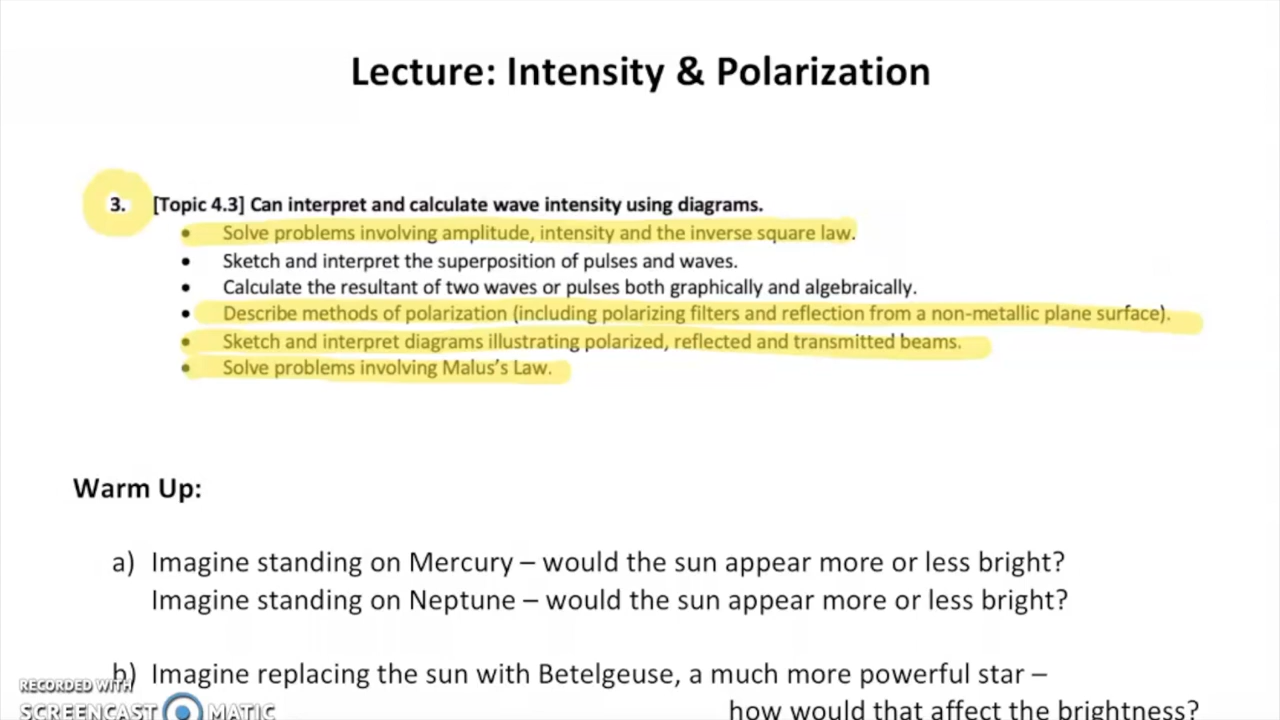 Lecture: Intensity & Polarization
3. [Topic 4.3] Can interpret and calculate wave intensity using diagrams.
• Solve problems involving amplitude, intensity and the inverse square law.
• Sketch and interpret the superposition of pulses and waves.
• Calculate the resultant of two waves or pulses both graphically and algebraically.
• Describe methods of polarization (including polarizing filters and reflection from a non-metallic plane surface).
• Sketch and interpret diagrams illustrating polarized, reflected and transmitted beams.
• Solve problems involving Malus's Law.
Warm Up:
a) Imagine standing on Mercury – would the sun appear more or less bright?
Imagine standing on Neptune – would the sun appear more or less bright?
b) Imagine replacing the sun with Betelgeuse, a much more powerful star –
how would that affect the brightness?
RECORDED WITH
SCREENCAST MATIC